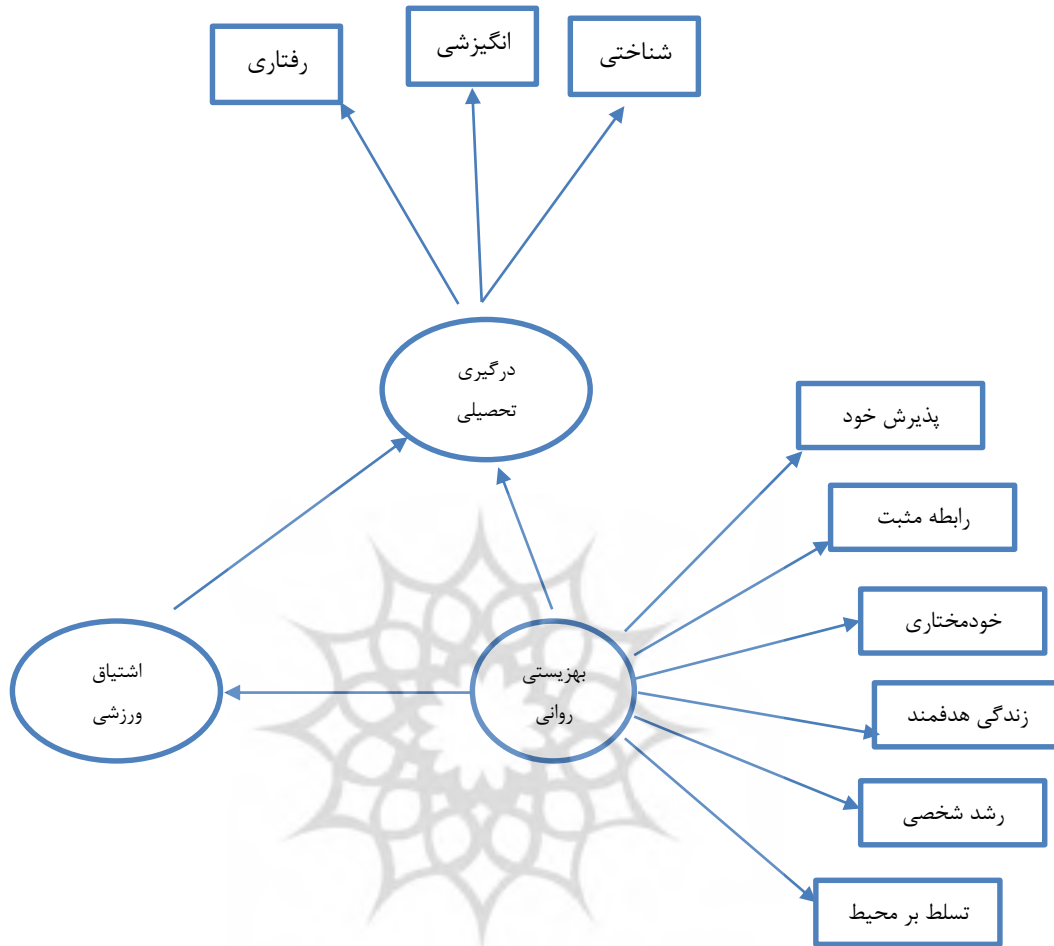 شناختی
انگیزشی
رفتاری
درگیری
تحصیلی
پذیرش خود
رابطه مثبت
خودمختاری
بهزیستی
روانی
اشتیاق
ورزشی
زندگی هدفمند
رشد شخصی
تسلط بر محیط